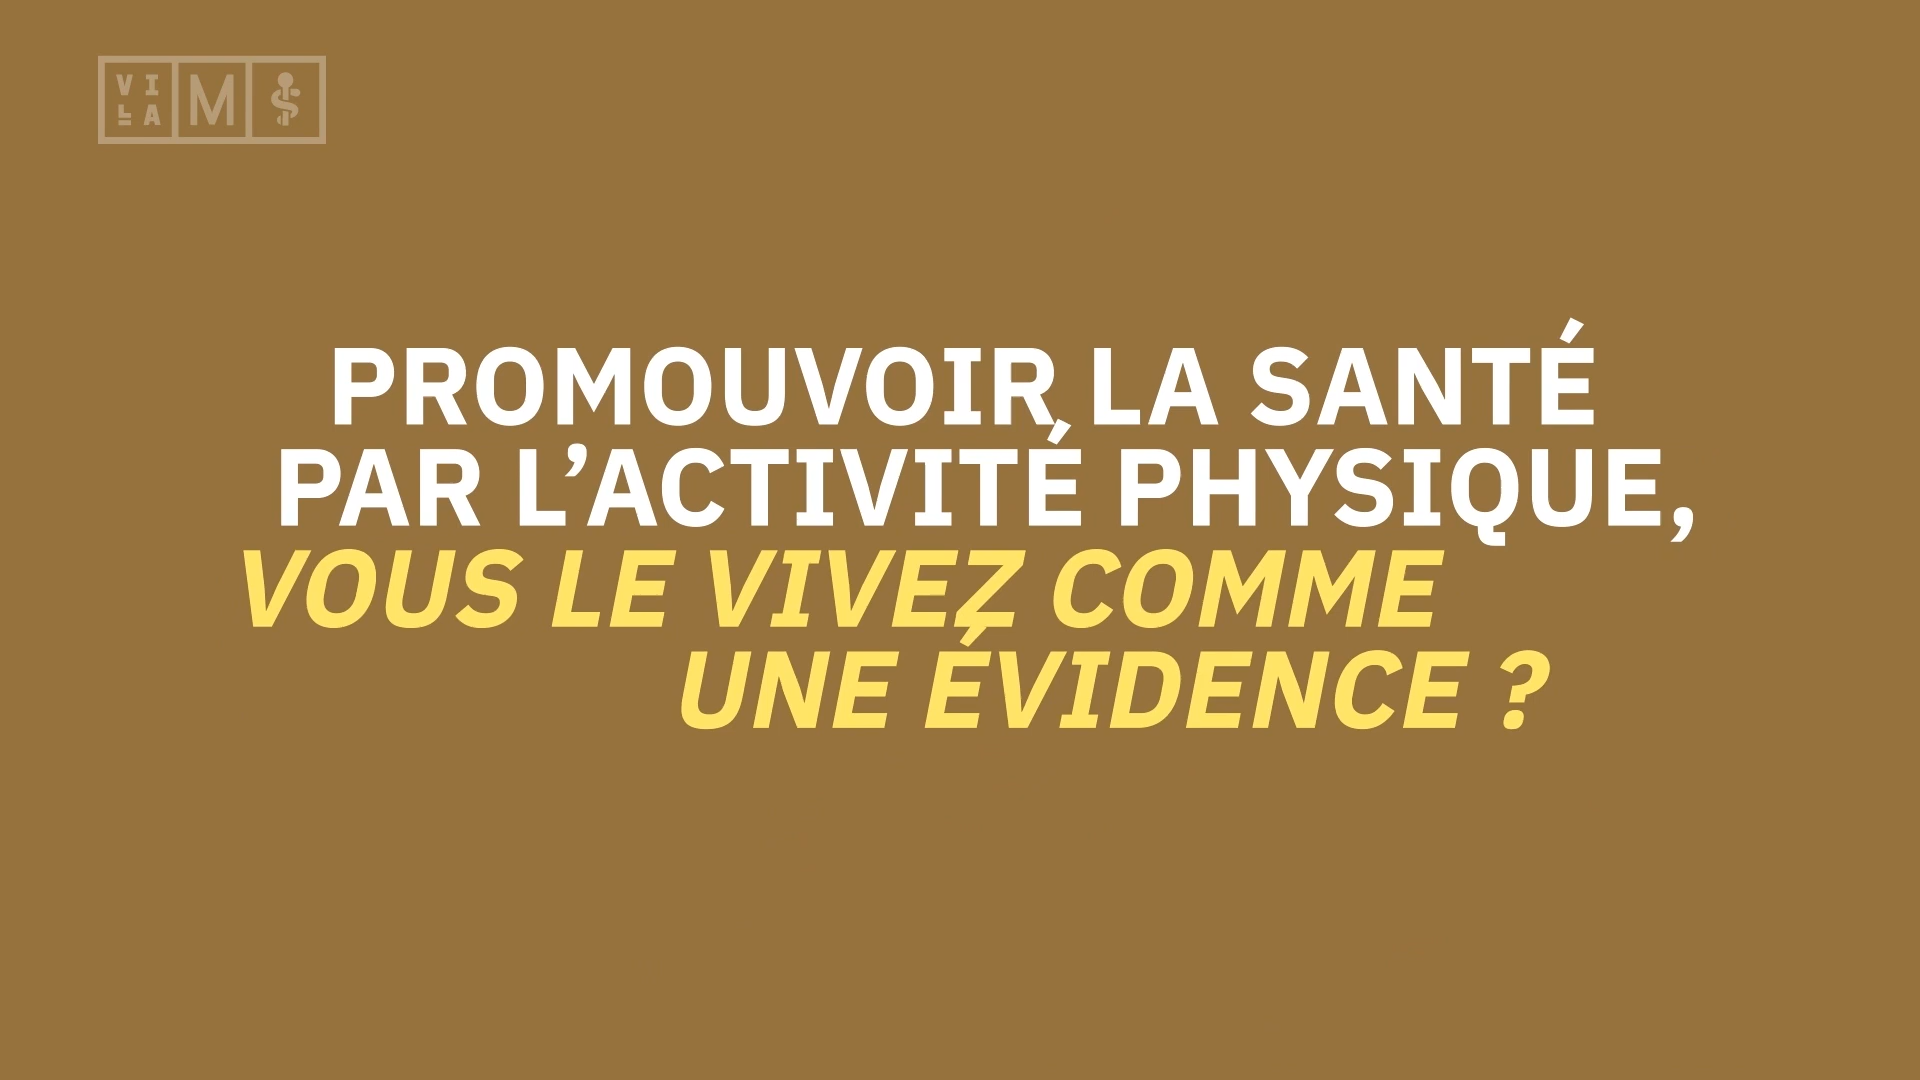 VI
LA M
PROMOUVOIR LA SANTÉ
PAR L’ACTIVITÉ PHYSIQUE,
VOUS LE VIVEZ COMME
UNE ÉVIDENCE ?